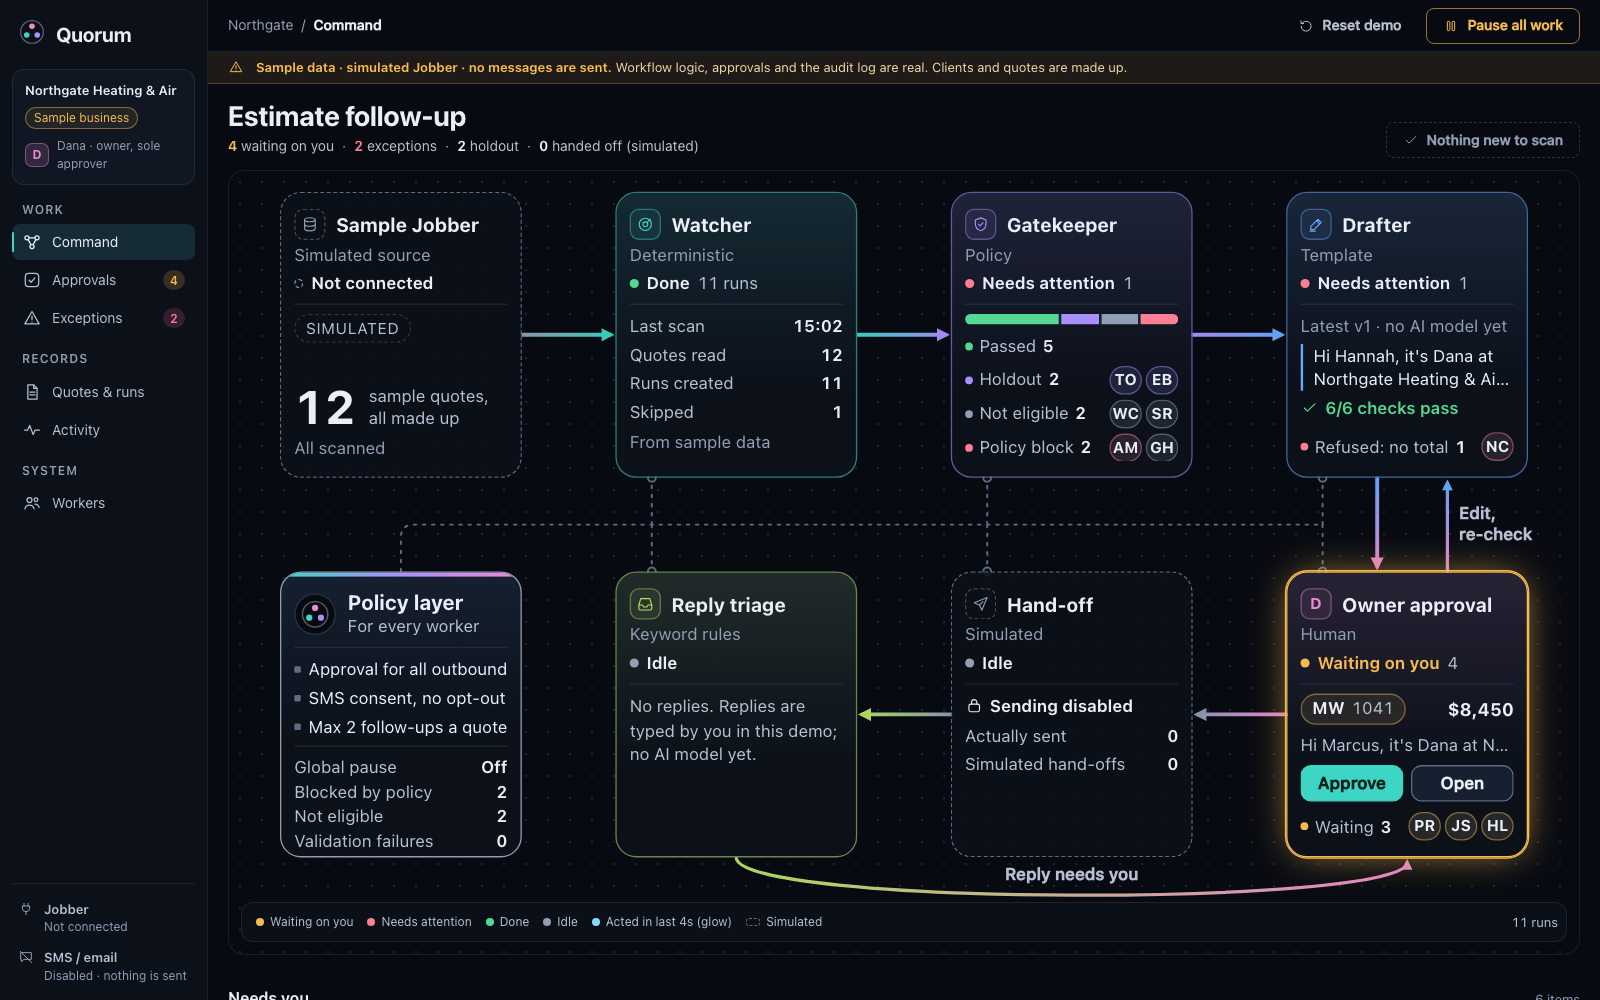 Quorum
Northgate Heating & Air
Sample business
D
Dana · owner, sole
approver
WORK
Command
Approvals 4
Exceptions 2
RECORDS
Quotes & runs
Activity
SYSTEM
Workers
Jobber
Not connected
SMS / email
Disabled · nothing is sent
Northgate / Command
Reset demo
Pause all work
Sample data · simulated Jobber · no messages are sent. Workflow logic, approvals and the audit log are real. Clients and quotes are made up.
Estimate follow-up
4 waiting on you · 2 exceptions · 2 holdout · 0 handed off (simulated)
Nothing new to scan
Sample Jobber
Simulated source
Not connected
SIMULATED
12 sample quotes,
all made up
All scanned
Watcher
Deterministic
Done 11 runs
Last scan 15:02
Quotes read 12
Runs created 11
Skipped 1
From sample data
Gatekeeper
Policy
Needs attention 1
Passed 5
Holdout 2 TO EB
Not eligible 2 WC SR
Policy block 2 AM GH
Drafter
Template
Needs attention 1
Latest v1 · no AI model yet
Hi Hannah, it's Dana at
Northgate Heating & Ai...
6/6 checks pass
Refused: no total 1 NC
Edit,
re-check
Policy layer
For every worker
Approval for all outbound
SMS consent, no opt-out
Max 2 follow-ups a quote
Global pause Off
Blocked by policy 2
Not eligible 2
Validation failures 0
Reply triage
Keyword rules
Idle
No replies. Replies are
typed by you in this demo;
no AI model yet.
Hand-off
Simulated
Idle
Sending disabled
Actually sent 0
Simulated hand-offs 0
D
Owner approval
Human
Waiting on you 4
MW 1041 $8,450
Hi Marcus, it's Dana at N...
Approve
Open
Waiting 3 PR JS HL
Reply needs you
Waiting on you
Needs attention
Done
Idle
Acted in last 4s (glow)
Simulated
11 runs
Needs you
6 items